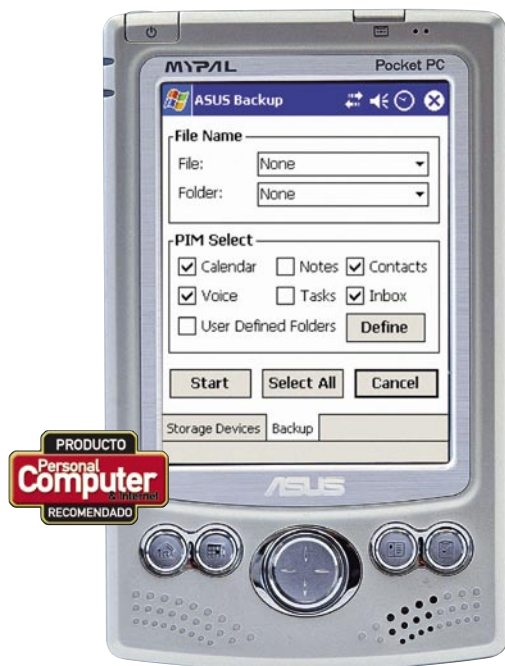 MYPAL Pocket PC
ASUS Backup
File Name
File: None
Folder: None
PIM Select
Calendar Notes Contacts
Voice Tasks Inbox
User Defined Folders Define
Start Select All Cancel
Storage Devices Backup
ASUS
PRODUCTO
Personal
Computer
& Internet
RECOMENDADO